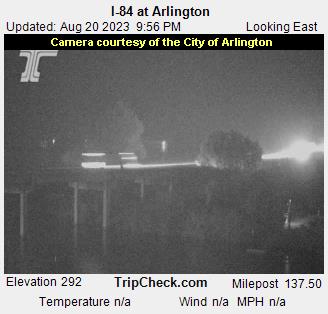 I-84 at Arlington
Updated: Aug 20 2023 9:56 PM Looking East
Camera courtesy of the City of Arlington
Elevation 292 TripCheck.com Milepost 137.50
Temperature n/a Wind n/a MPH n/a